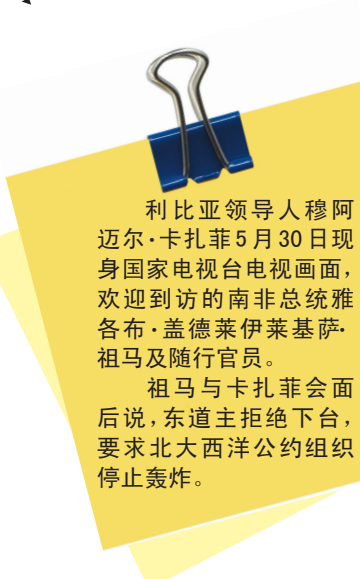 利比亚领导人穆阿
迈尔·卡扎菲5月30日现
身国家电视台电视画面，
欢迎到访的南非总统雅
各布·盖德莱伊莱基萨·
祖马及随行官员。
祖马与卡扎菲会面
后说，东道主拒绝下台，
要求北大西洋公约组织
停止轰炸。